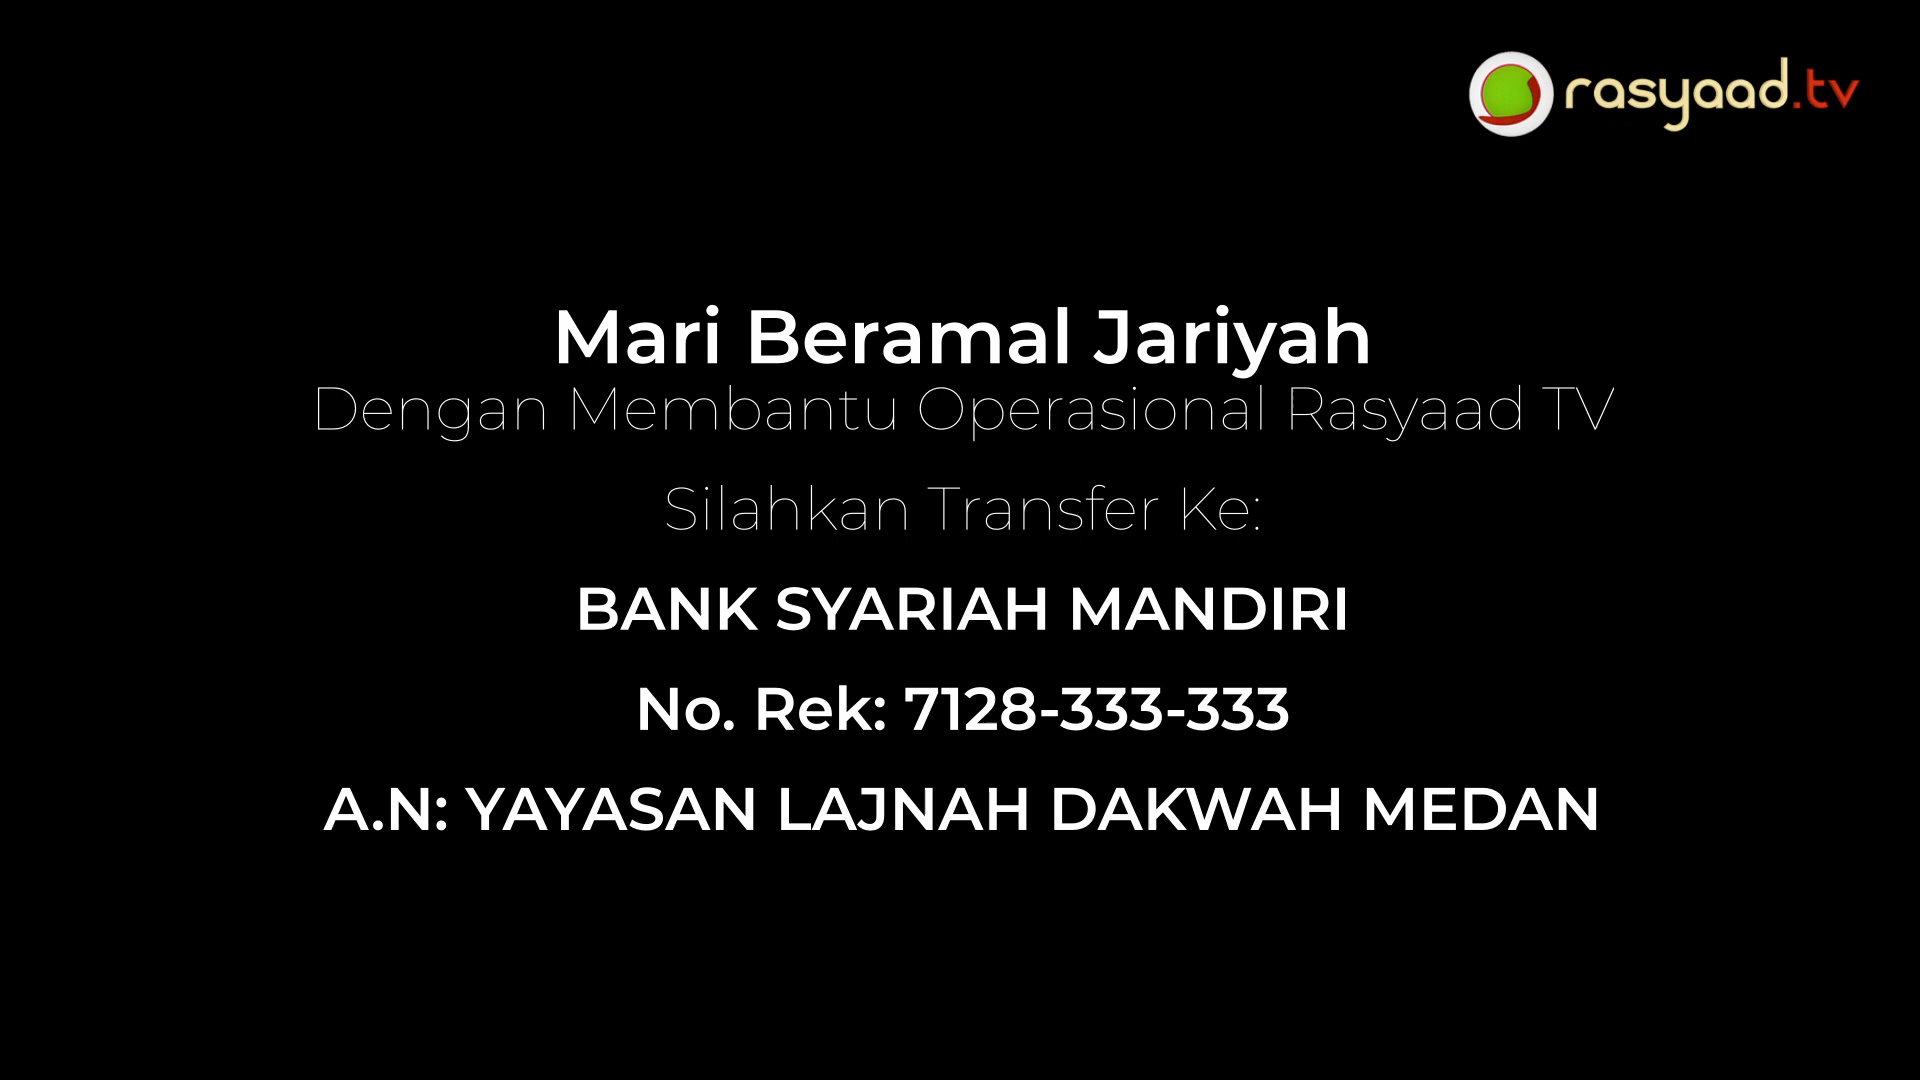 rasyaad.tv
Mari Beramal Jariyah
Dengan Membantu Operasional Rasyaad TV
Silahkan Transfer Ke:
BANK SYARIAH MANDIRI
No. Rek: 7128-333-333
A.N: YAYASAN LAJNAH DAKWAH MEDAN